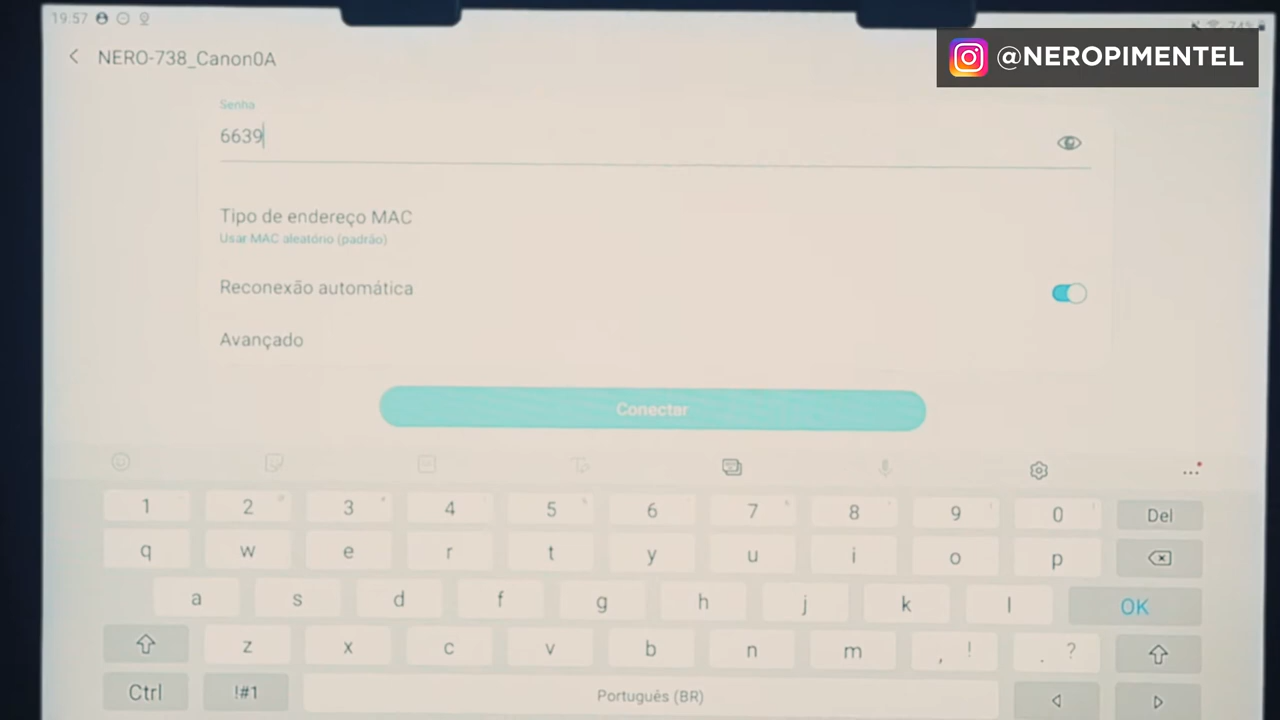 19.57
74%
@NEROPIMENTEL
NERO-738_Canon0A
Senha
6639
Tipo de endereço MAC
Usar MAC aleatório (padrão)
Reconexão automática
Avançado
Conectar
1 2 3 4 5 6 7 8 9 0 Del
q w e r t y u i o p
a s d f g h j k l OK
z x c v b n m , ! . ?
Ctrl !#1 Português (BR)